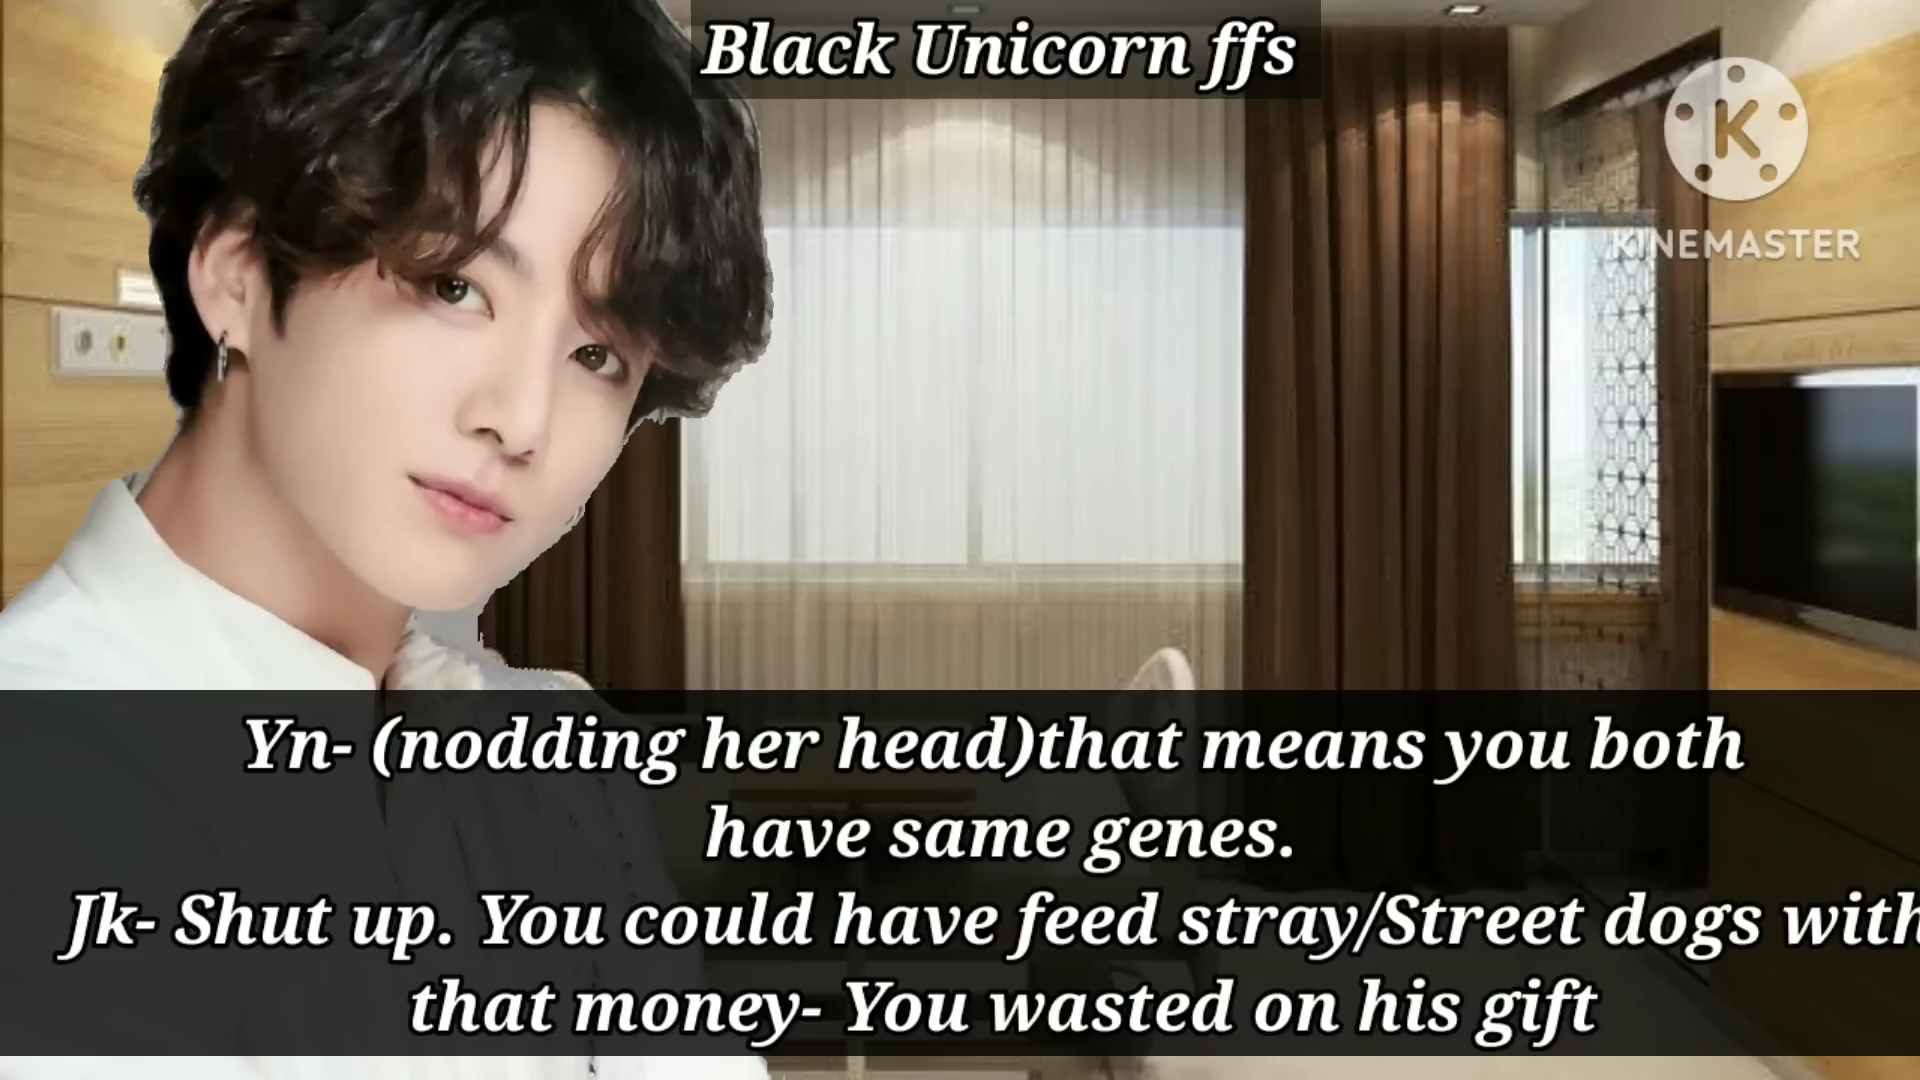 Black Unicorn ffs
K
KINEMASTER
Yn- (nodding her head)that means you both
have same genes.
Jk- Shut up. You could have feed stray/Street dogs with
that money- You wasted on his gift